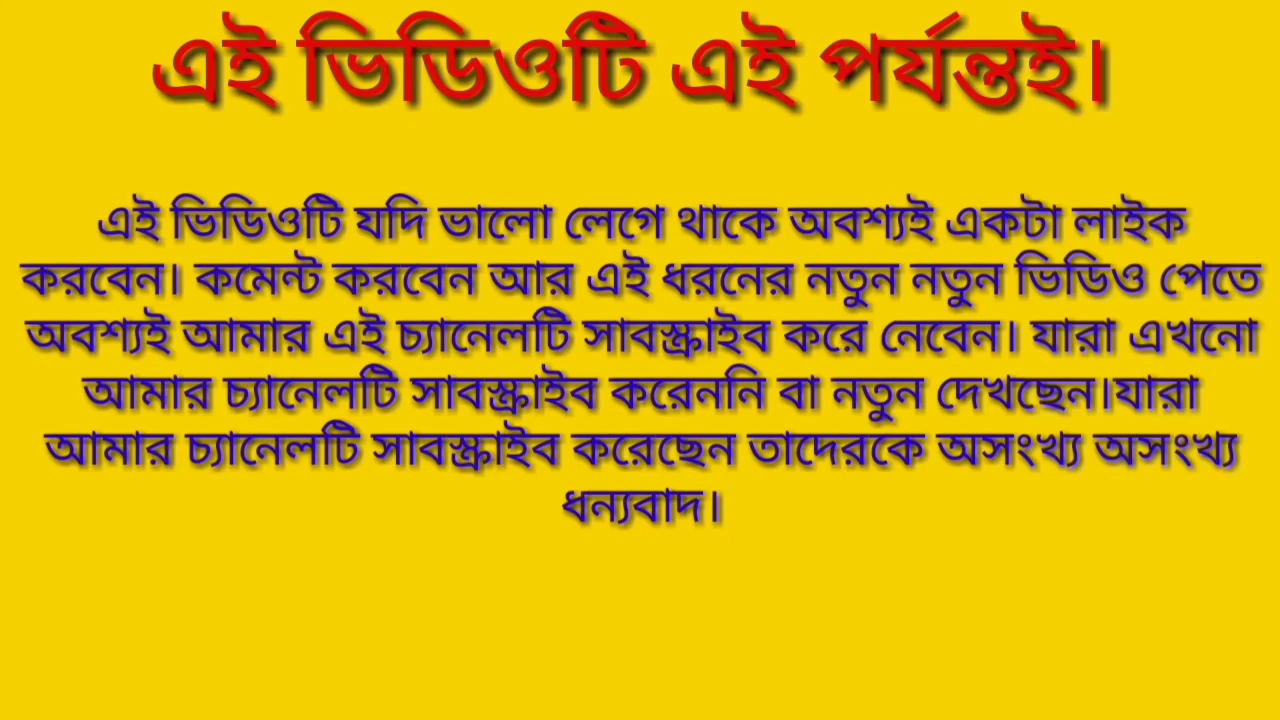 এই ভিডিওটি এই পর্যন্তই।
এই ভিডিওটি যদি ভালো লেগে থাকে অবশ্যই একটা লাইক
করবেন। কমেন্ট করবেন আর এই ধরনের নতুন নতুন ভিডিও পেতে
অবশ্যই আমার এই চ্যানেলটি সাবস্ক্রাইব করে নেবেন। যারা এখনো
আমার চ্যানেলটি সাবস্ক্রাইব করেননি বা নতুন দেখছেন।যারা
আমার চ্যানেলটি সাবস্ক্রাইব করেছেন তাদেরকে অসংখ্য অসংখ্য
ধন্যবাদ।